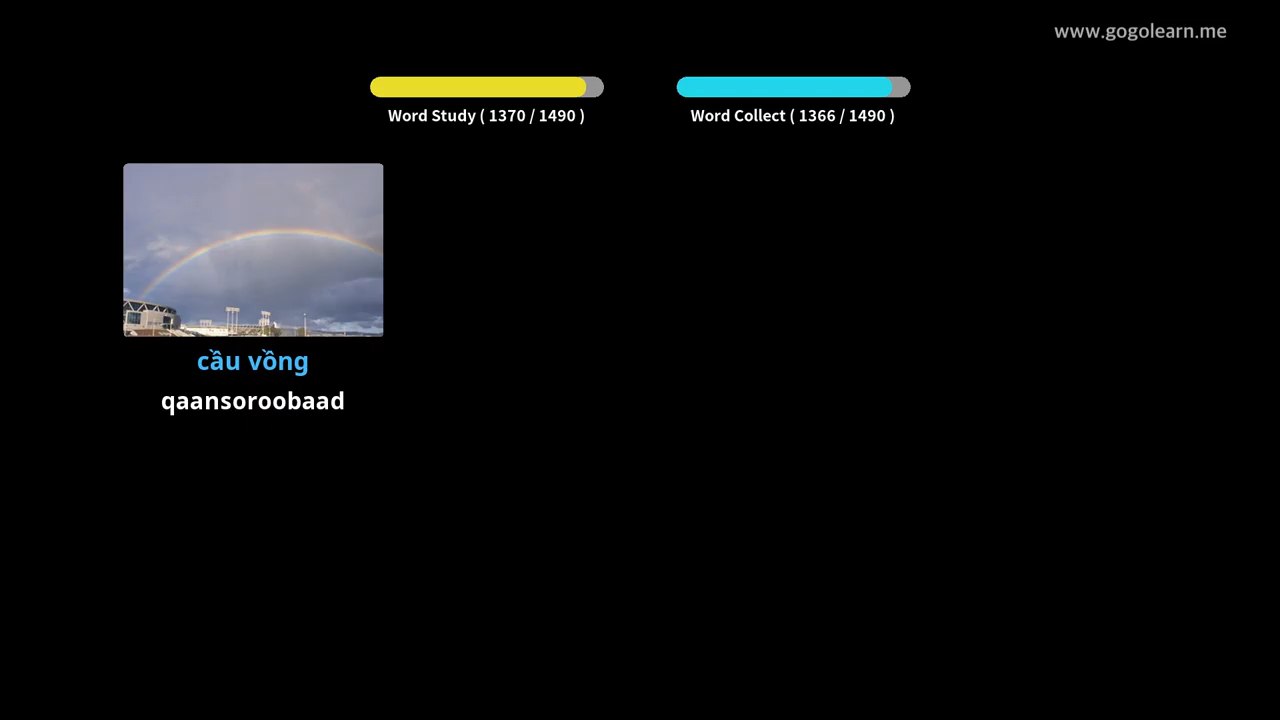 www.gogolearn.me
Word Study ( 1370 / 1490 )
Word Collect ( 1366 / 1490 )
cầu vồng
qaansoroobaad